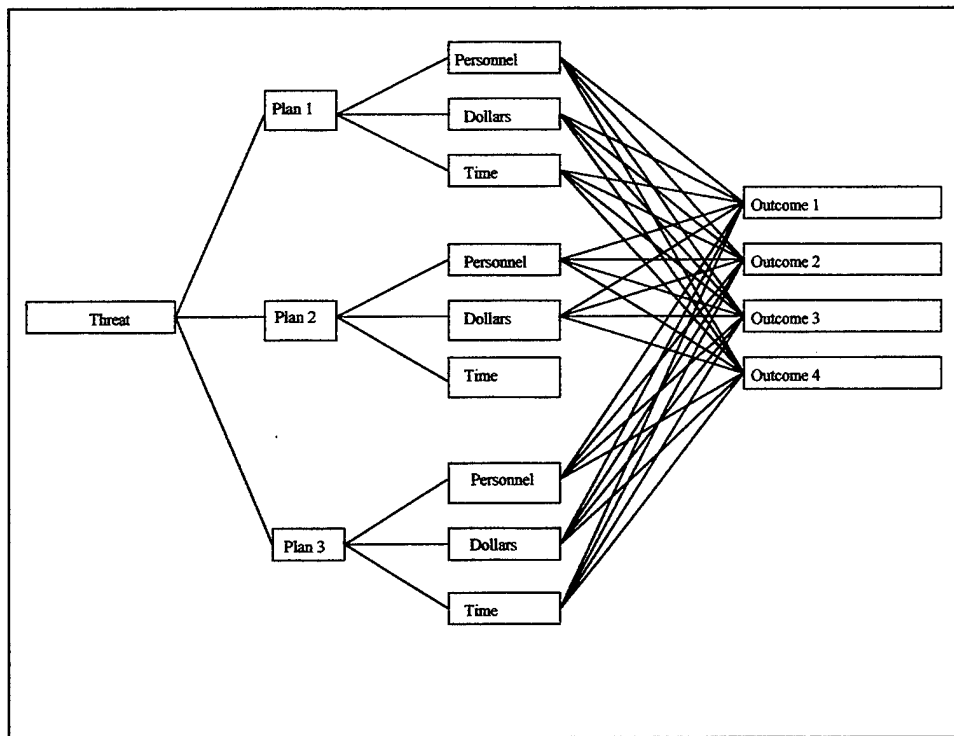 Threat
Plan 1
Personnel
Dollars
Time
Plan 2
Personnel
Dollars
Time
Plan 3
Personnel
Dollars
Time
Outcome 1
Outcome 2
Outcome 3
Outcome 4